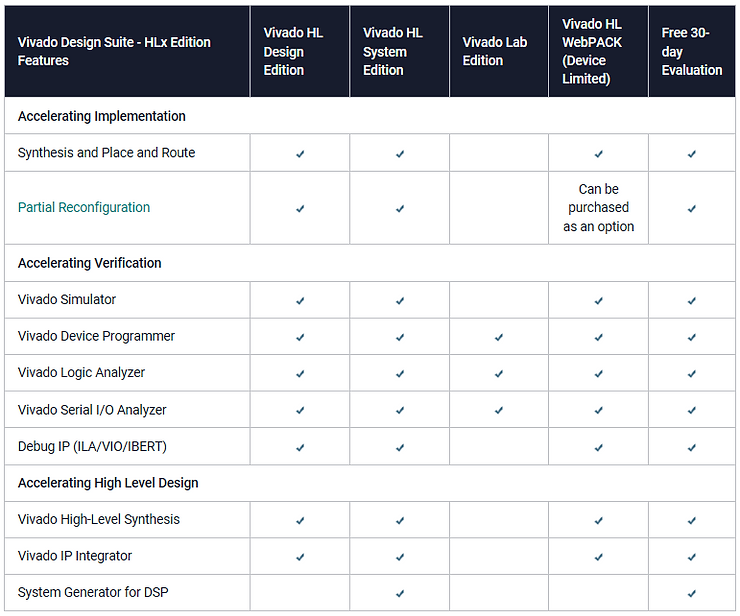 Vivado Design Suite - HLx Edition
Features
Vivado HL
Design
Edition
Vivado HL
System
Edition
Vivado Lab
Edition
Vivado HL
WebPACK
(Device
Limited)
Free 30-
day
Evaluation
Accelerating Implementation
Synthesis and Place and Route ✓ ✓ ✓ ✓
Partial Reconfiguration ✓ ✓
Can be
purchased
as an option
✓
Accelerating Verification
Vivado Simulator ✓ ✓ ✓ ✓
Vivado Device Programmer ✓ ✓ ✓ ✓ ✓
Vivado Logic Analyzer ✓ ✓ ✓ ✓ ✓
Vivado Serial I/O Analyzer ✓ ✓ ✓ ✓ ✓
Debug IP (ILA/VIO/IBERT) ✓ ✓ ✓ ✓
Accelerating High Level Design
Vivado High-Level Synthesis ✓ ✓ ✓ ✓
Vivado IP Integrator ✓ ✓ ✓ ✓
System Generator for DSP ✓ ✓